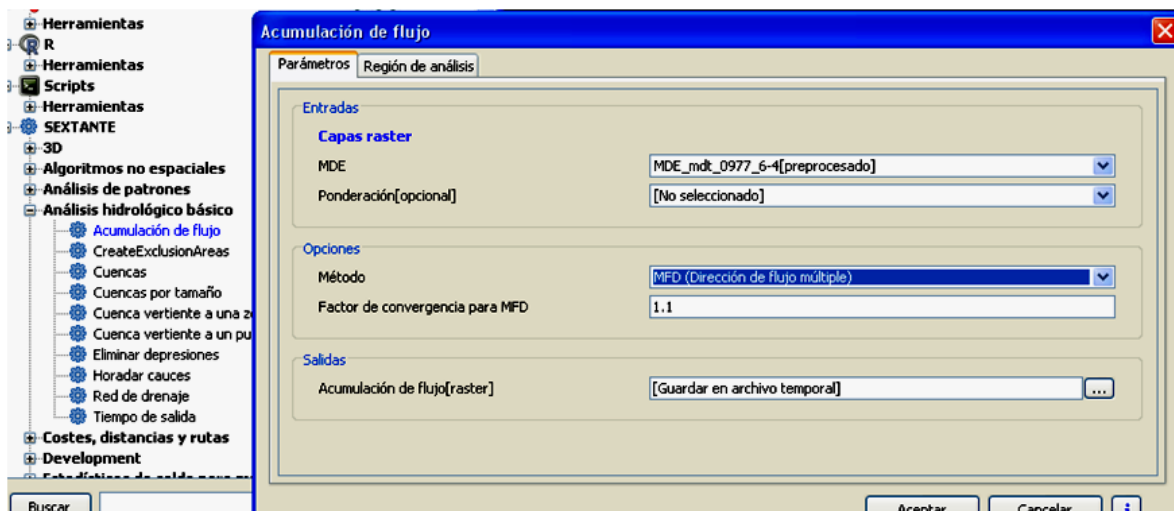 Herramientas
R
Herramientas
Scripts
Herramientas
SEXTANTE
3D
Algoritmos no espaciales
Análisis de patrones
Análisis hidrológico básico
Acumulación de flujo
CreateExclusionAreas
Cuencas
Cuencas por tamaño
Cuenca vertiente a una
Cuenca vertiente a un
Eliminar depresiones
Horadar cauces
Red de drenaje
Tiempo de salida
Costes, distancias y rutas
Development
Buscar
Acumulación de flujo
Parámetros Región de análisis
Entradas
Capas raster
MDE MDE_mdt_0977_6-4[preprocesado]
Ponderación[opcional] [No seleccionado]
Opciones
Método MFD (Dirección de flujo múltiple)
Factor de convergencia para MFD 1.1
Salidas
Acumulación de flujo[raster] [Guardar en archivo temporal] ...
Aceptar Cancelar i